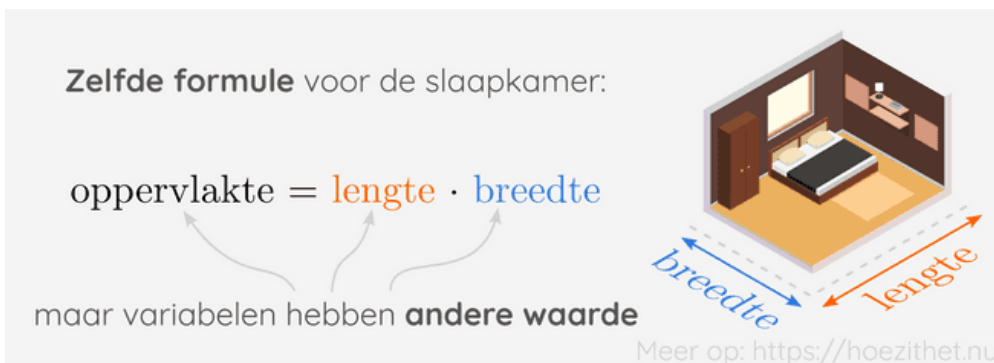 Zelfde formule voor de slaapkamer:
oppervlakte = lengte · breedte
maar variabelen hebben andere waarde
breedte
lengte
Meer op: https://hoezithet.nu